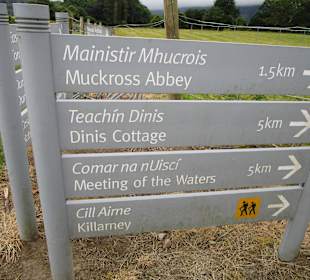 Mainistir Mhucrois
Muckross Abbey 1.5km
Teachín Dinis
Dinis Cottage 5km
Comar na nUiscí
Meeting of the Waters 5km
Cill Airne
Killarney